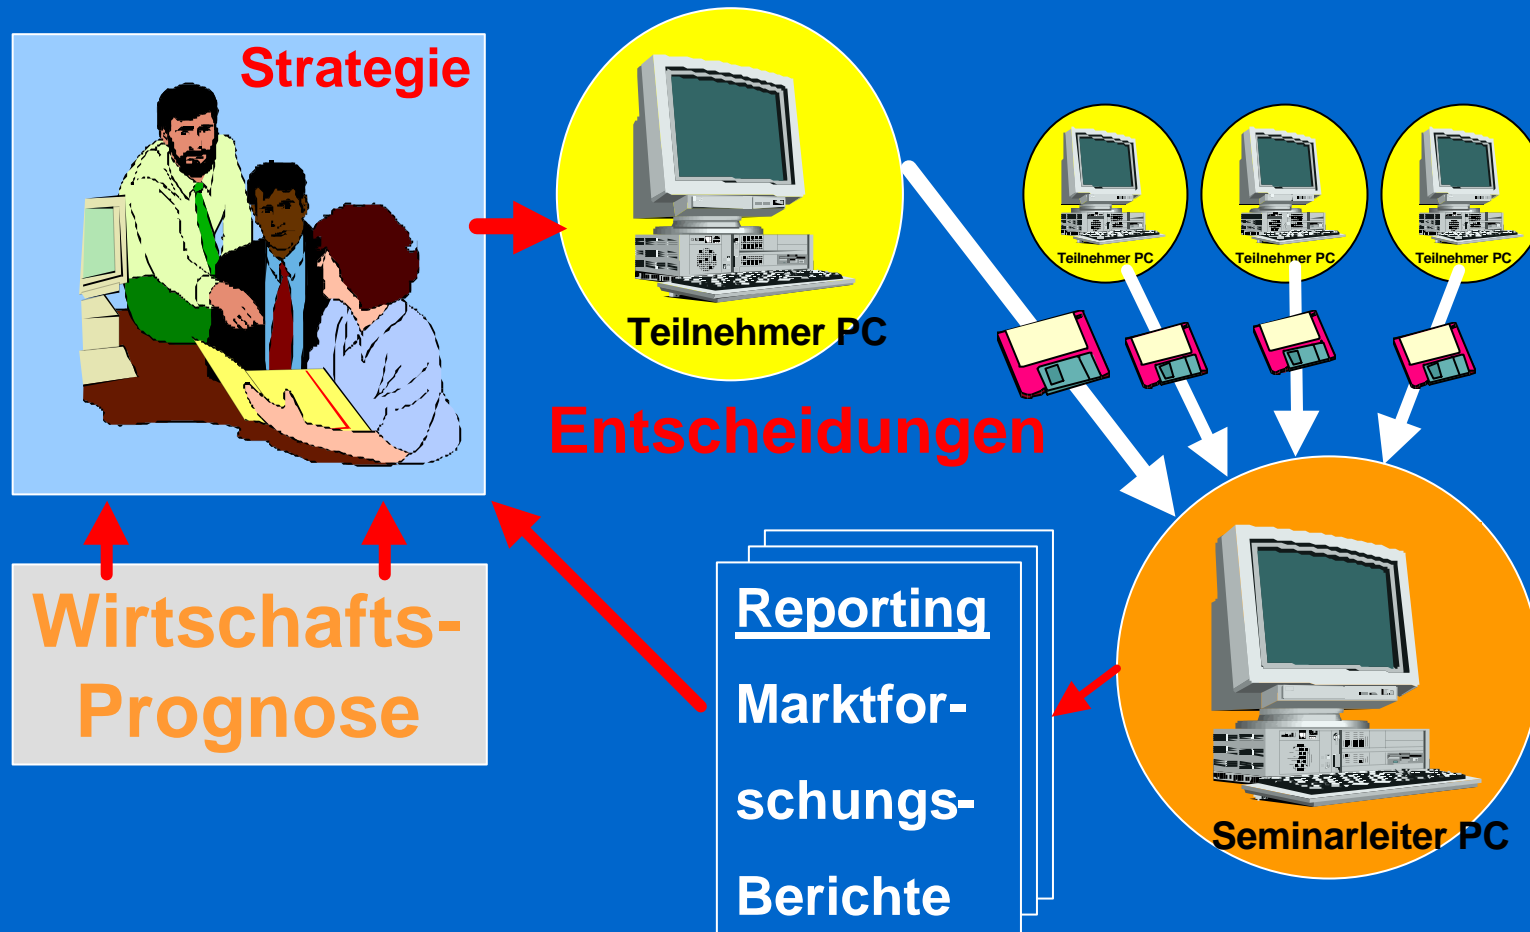 Strategie
Teilnehmer PC
Teilnehmer PC
Teilnehmer PC
Teilnehmer PC
Entscheidungen
Wirtschafts-
Prognose
Reporting
Marktfor-
schungs-
Berichte
Seminarleiter PC